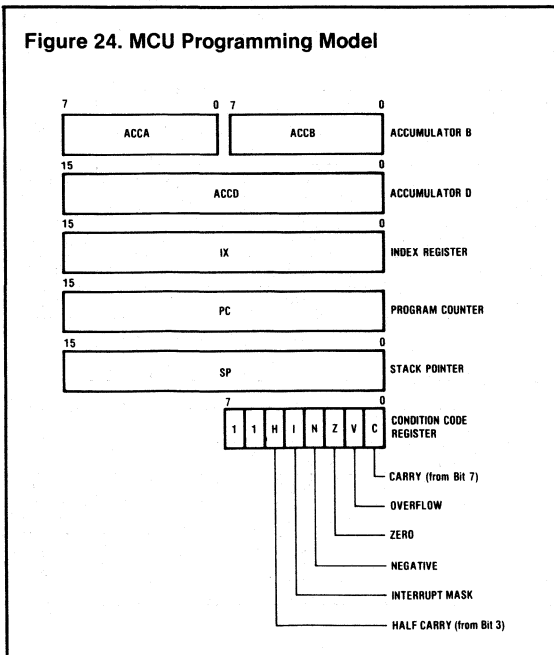 Figure 24. MCU Programming Model
7 0 7 0
ACCA ACCB ACCUMULATOR B
15 0
ACCD ACCUMULATOR D
15 0
IX INDEX REGISTER
15 0
PC PROGRAM COUNTER
15 0
SP STACK POINTER
7 0
1 1 H I N Z V C CONDITION CODE
REGISTER
CARRY (from Bit 7)
OVERFLOW
ZERO
NEGATIVE
INTERRUPT MASK
HALF CARRY (from Bit 3)